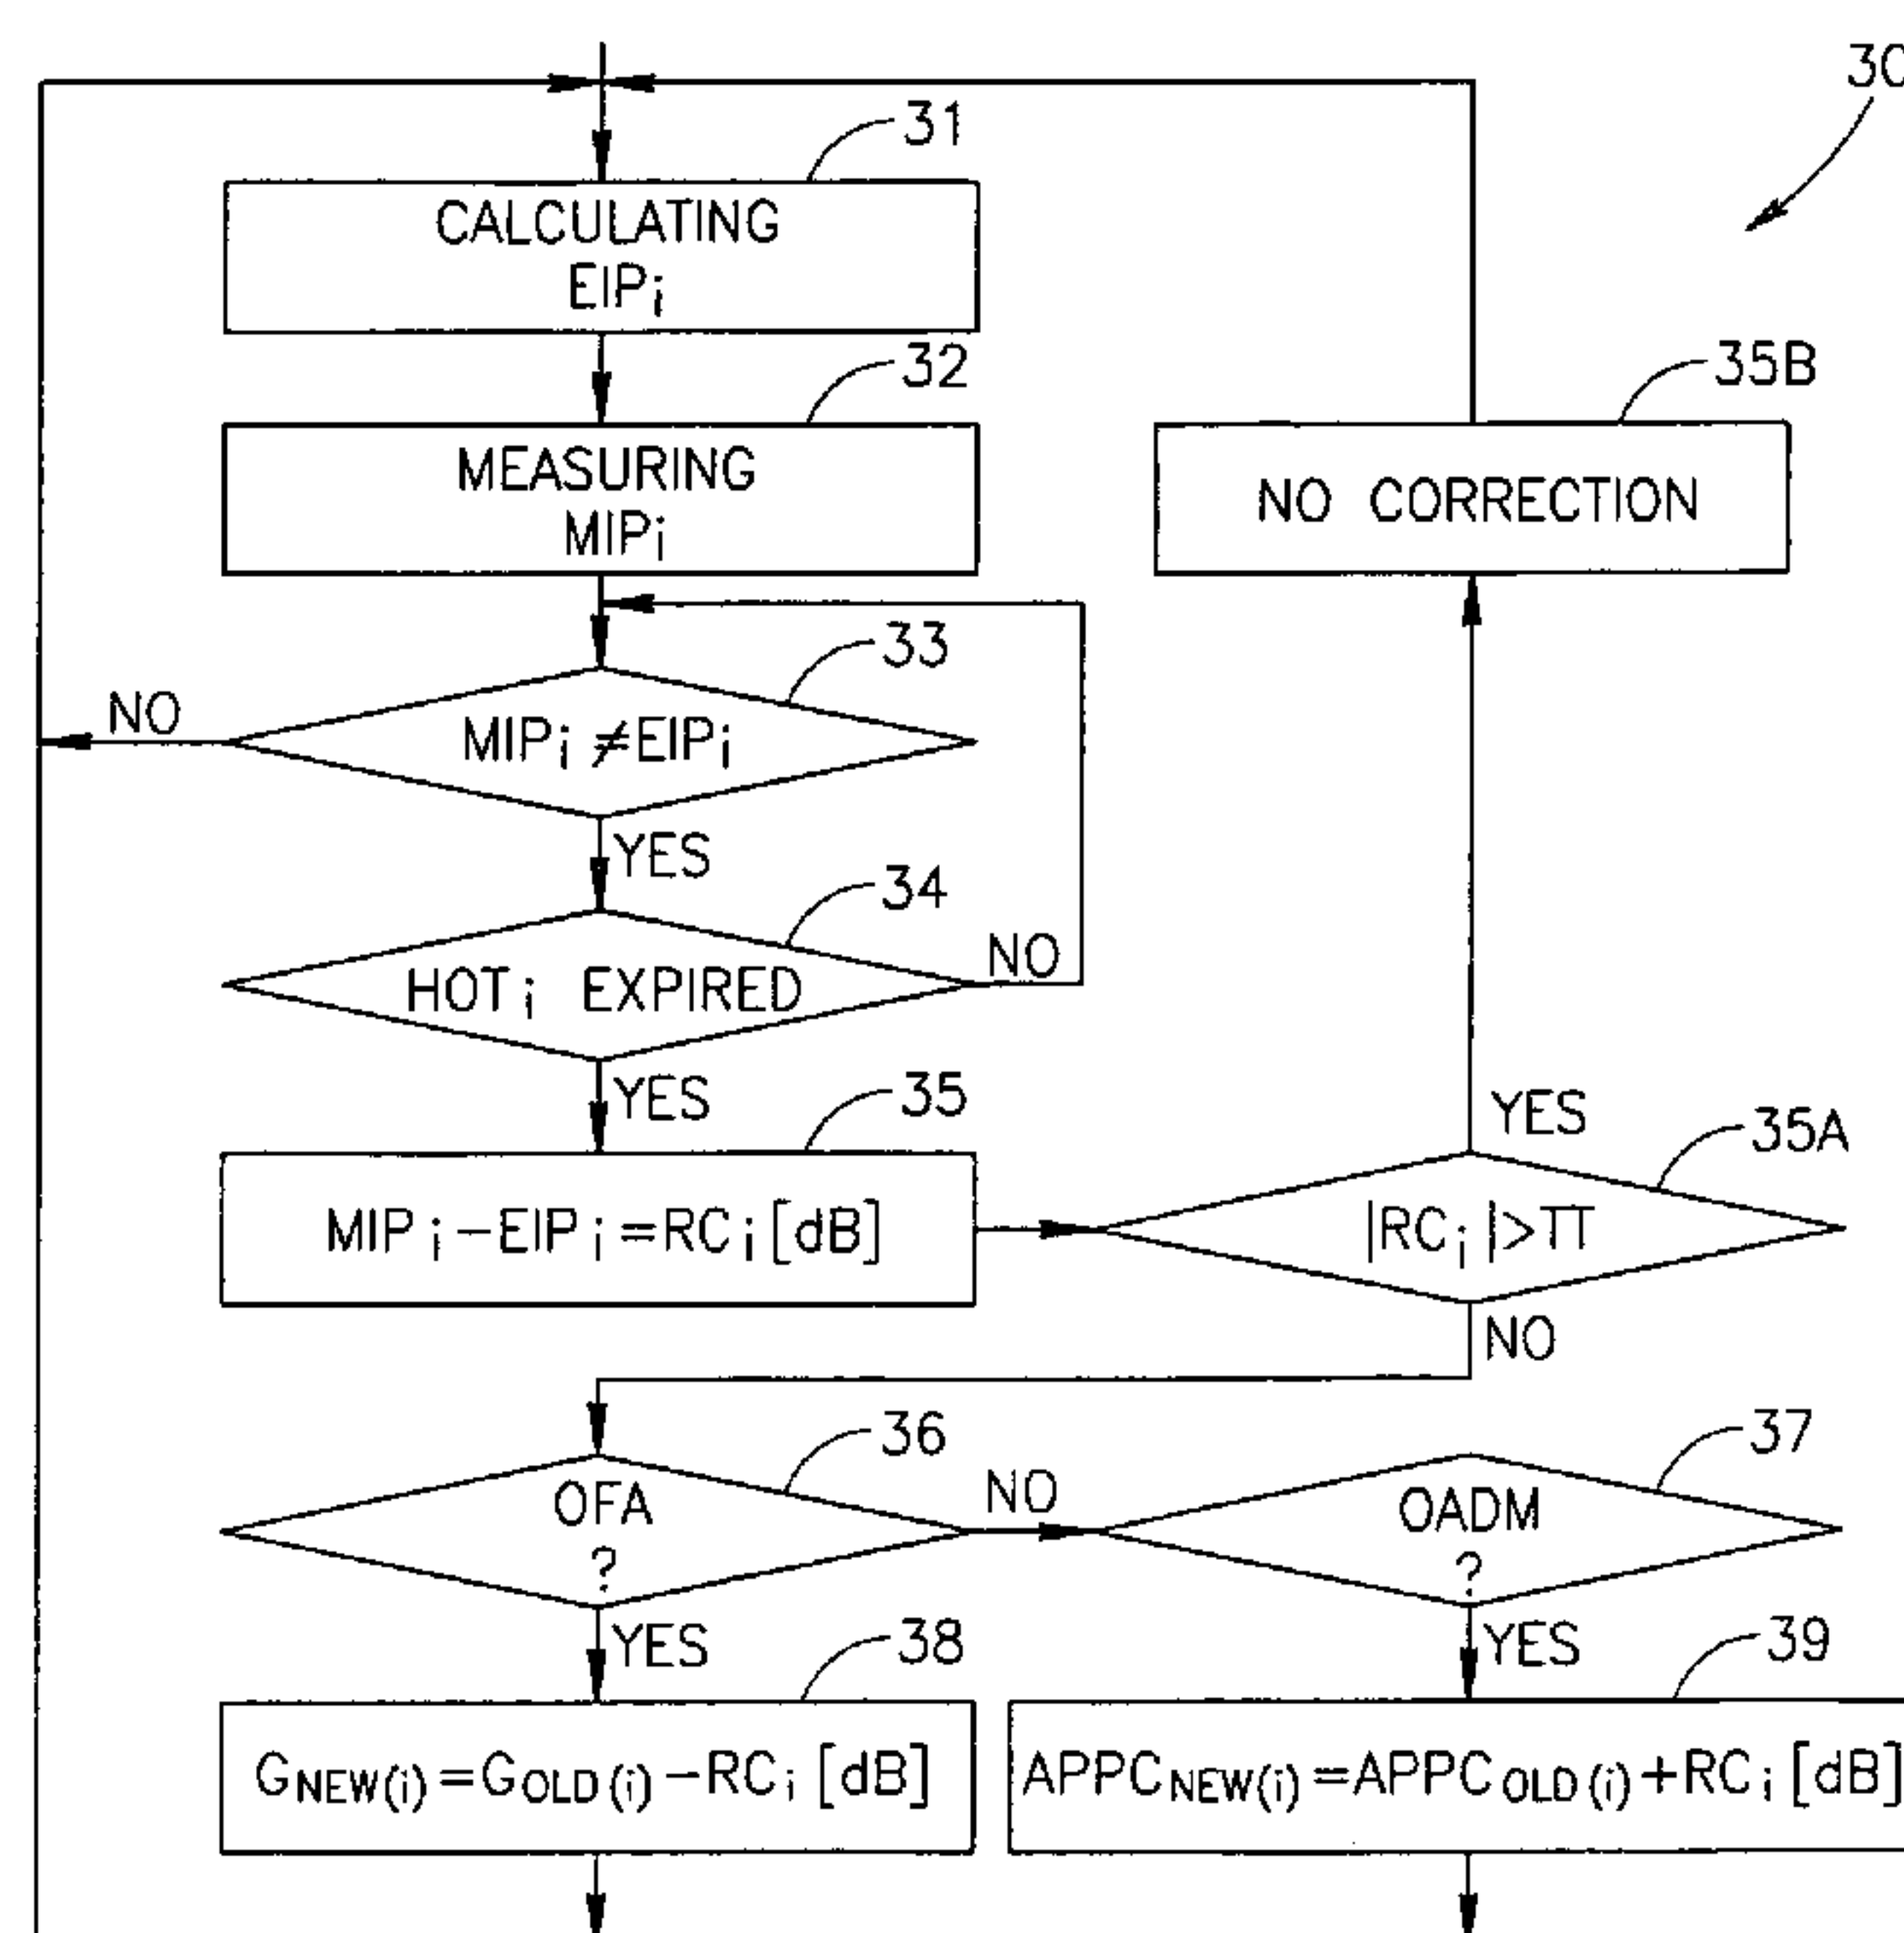 30
31
CALCULATING
EIPi
32
MEASURING
MIPi
35B
NO CORRECTION
33
NO
MIPi ≠EIPi
YES
34
HOTi EXPIRED
NO
YES
35
MIPi−EIPi=RCi[dB]
YES
35A
|RCi|>TT
NO
36
OFA
?
NO
37
OADM
?
YES
38
YES
39
GNEW(i)=GOLD(i)−RCi[dB]
APPCNEW(i)=APPCOLD(i)+RCi[dB]